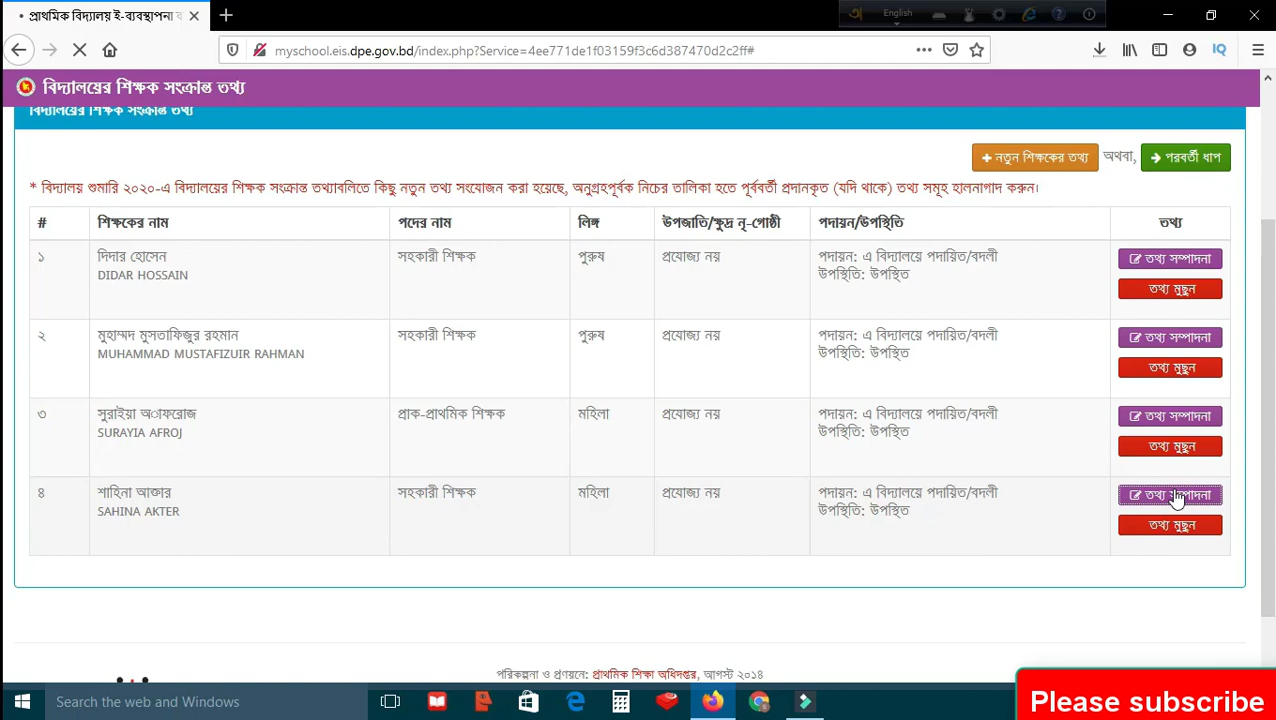 প্রাথমিক বিদ্যালয় ই-ব্যবস্থাপনা
English
myschool.eis.dpe.gov.bd/index.php?Service=4ee771de1f03159f3c6d387470d2c2ff#
বিদ্যালয়ের শিক্ষক সংক্রান্ত তথ্য
বিদ্যালয়ের শিক্ষক সংক্রান্ত তথ্য
নতুন শিক্ষকের তথ্য অথবা, পরবর্তী ধাপ
* বিদ্যালয় শুমারি ২০২০-এ বিদ্যালয়ের শিক্ষক সংক্রান্ত তথ্যাবলিতে কিছু নতুন তথ্য সংযোজন করা হয়েছে, অনুগ্রহপূর্বক নিচের তালিকা হতে পূর্ববর্তী প্রদানকৃত (যদি থাকে) তথ্য সমূহ হালনাগাদ করুন।
# শিক্ষকের নাম পদের নাম লিঙ্গ উপজাতি/ক্ষুদ্র নৃ-গোষ্ঠী পদায়ন/উপস্থিতি তথ্য
১ দিদার হোসেন সহকারী শিক্ষক পুরুষ প্রযোজ্য নয় পদায়ন: এ বিদ্যালয়ে পদায়িত/বদলী তথ্য সম্পাদনা
DIDAR HOSSAIN উপস্থিতি: উপস্থিত তথ্য মুছুন
২ মুহাম্মদ মুসতাফিজুর রহমান সহকারী শিক্ষক পুরুষ প্রযোজ্য নয় পদায়ন: এ বিদ্যালয়ে পদায়িত/বদলী তথ্য সম্পাদনা
MUHAMMAD MUSTAFIZUIR RAHMAN উপস্থিতি: উপস্থিত তথ্য মুছুন
৩ সুরাইয়া অাফরোজ প্রাক-প্রাথমিক শিক্ষক মহিলা প্রযোজ্য নয় পদায়ন: এ বিদ্যালয়ে পদায়িত/বদলী তথ্য সম্পাদনা
SURAYIA AFROJ উপস্থিতি: উপস্থিত তথ্য মুছুন
৪ শাহিনা আক্তার সহকারী শিক্ষক মহিলা প্রযোজ্য নয় পদায়ন: এ বিদ্যালয়ে পদায়িত/বদলী তথ্য সম্পাদনা
SAHINA AKTER উপস্থিতি: উপস্থিত তথ্য মুছুন
পরিকল্পনা ও প্রণয়নে: প্রাথমিক শিক্ষা অধিদপ্তর, আগস্ট ২০১৪
Search the web and Windows
Please subscribe